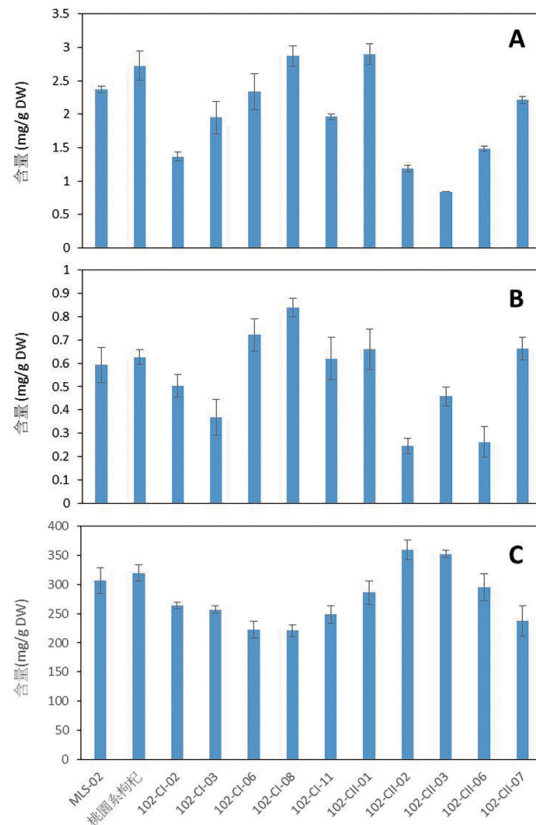 A
3.5
3
2.5
2
1.5
1
0.5
0
含量 (mg/g DW)
B
1
0.9
0.8
0.7
0.6
0.5
0.4
0.3
0.2
0.1
0
含量 (mg/g DW)
C
400
350
300
250
200
150
100
50
0
含量(mg/g DW)
MLS-02
桃園系枸杞
102-CI-02
102-CI-03
102-CI-06
102-CI-08
102-CI-11
102-CII-01
102-CII-02
102-CII-03
102-CII-06
102-CII-07